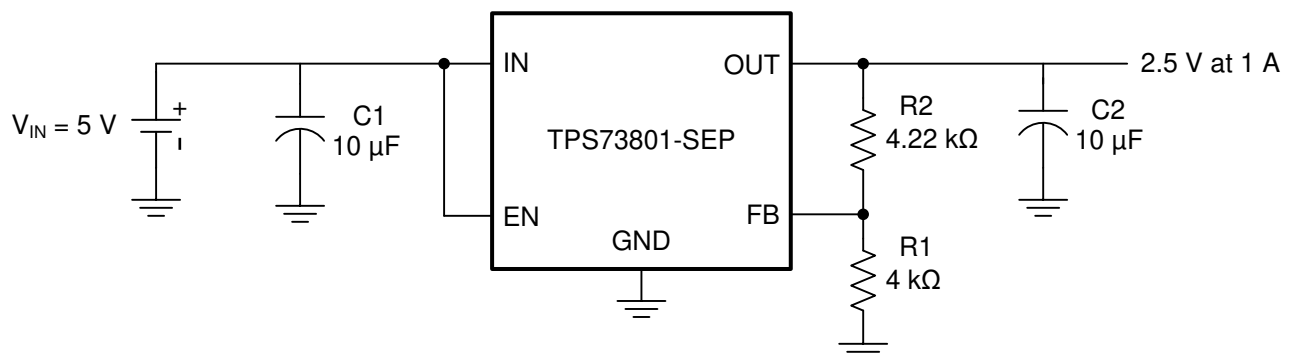 IN
OUT
2.5 V at 1 A
V_IN = 5 V
+
-
C1
10 µF
TPS73801-SEP
R2
4.22 kΩ
C2
10 µF
EN
FB
GND
R1
4 kΩ